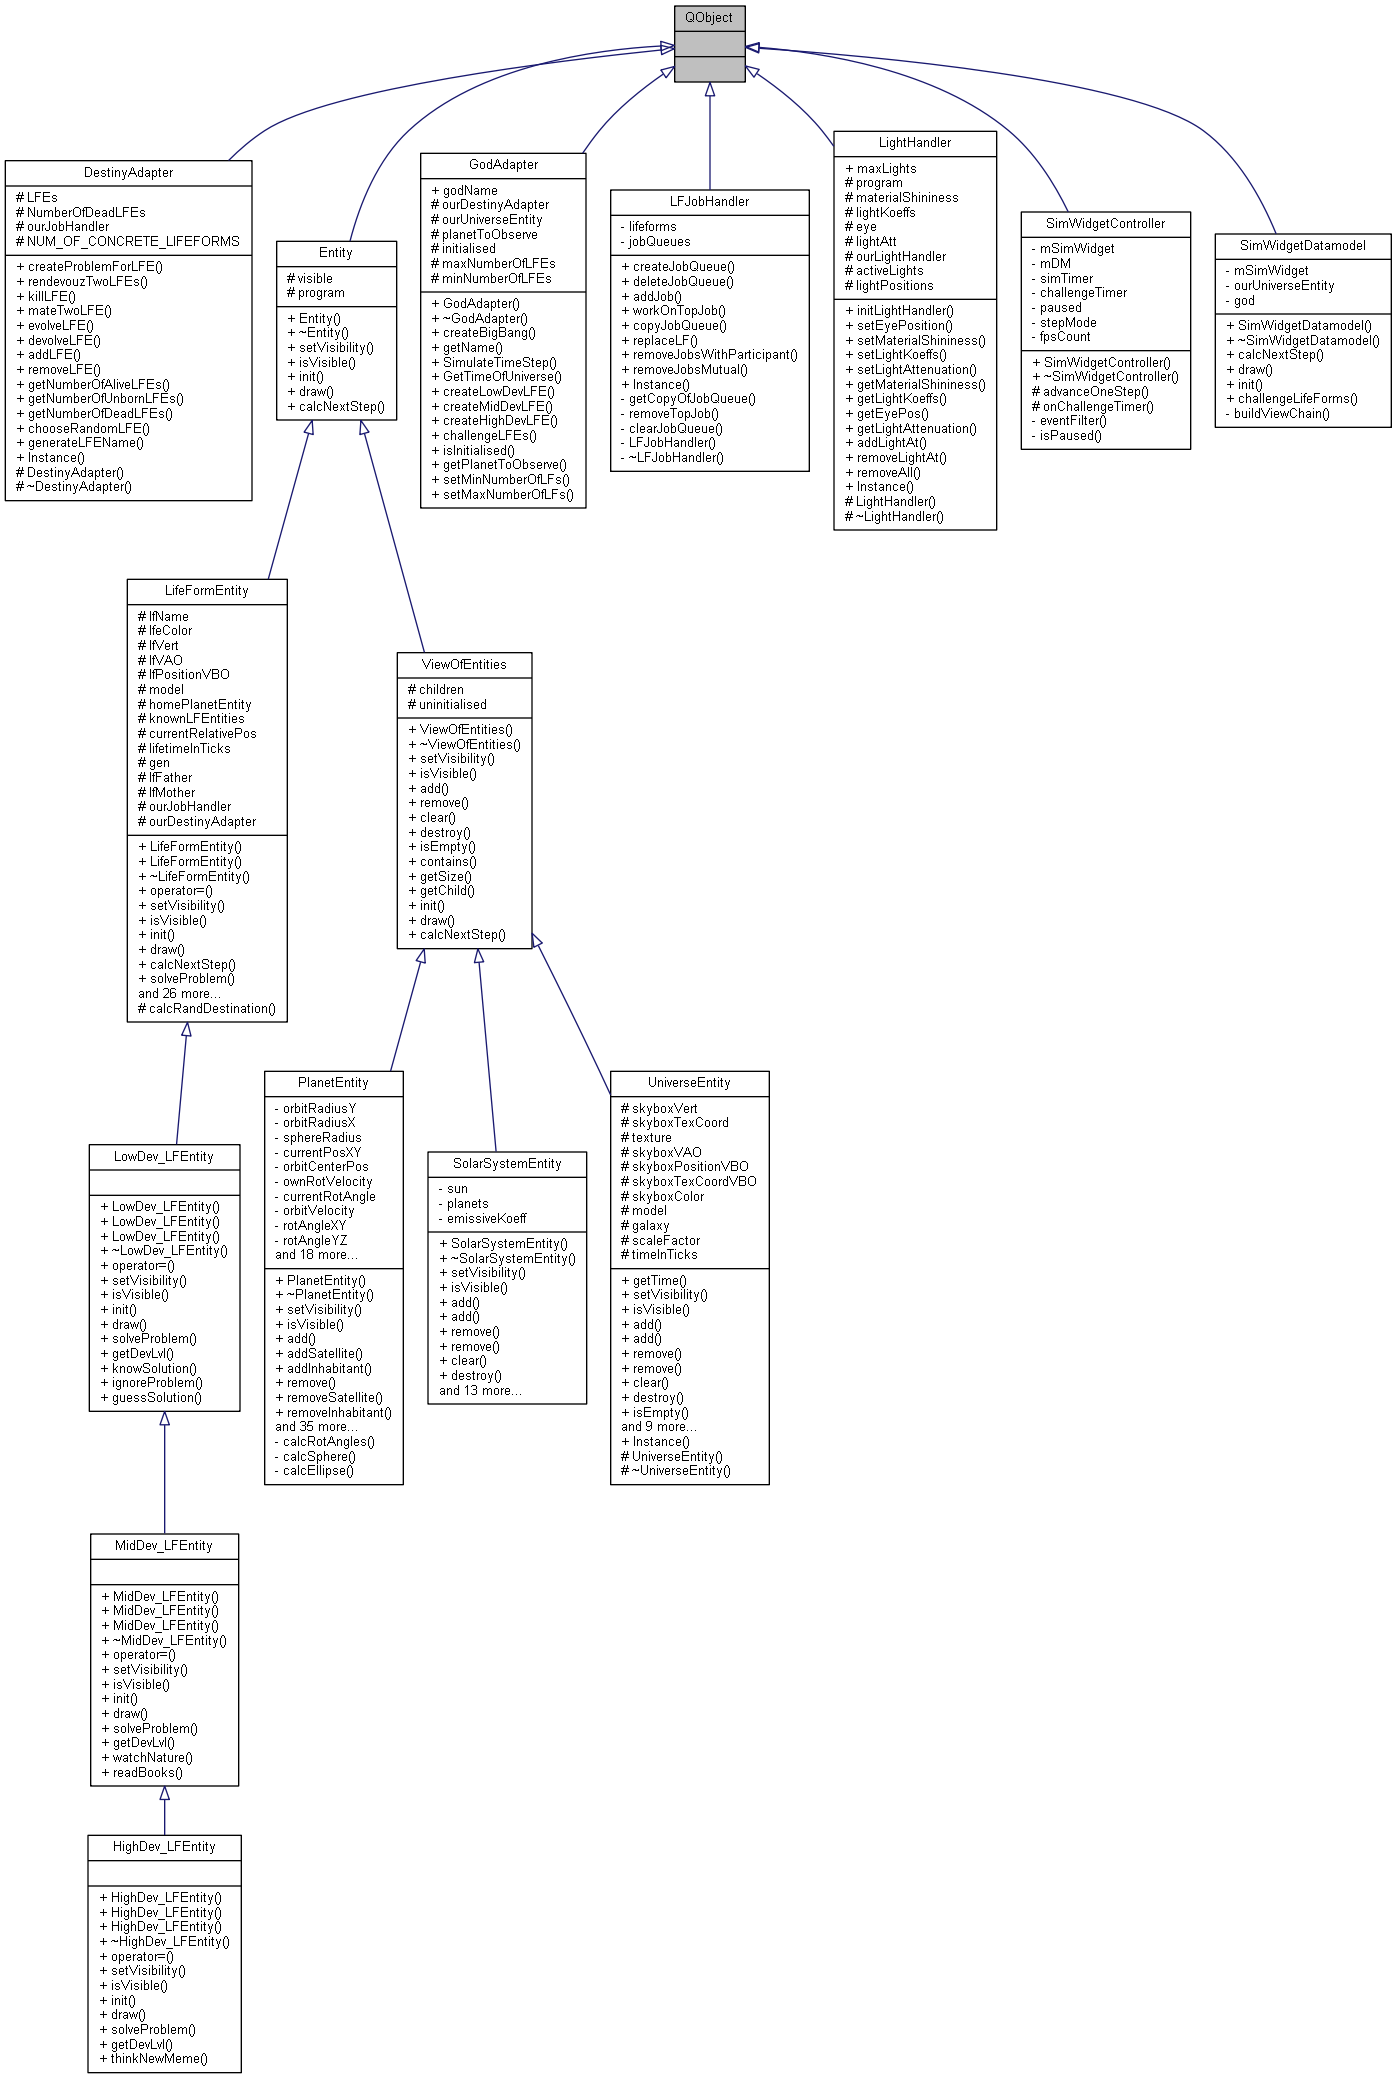 QObject
DestinyAdapter
# LFEs
# NumberOfDeadLFEs
# ourJobHandler
# NUM_OF_CONCRETE_LIFEFORMS
+ createProblemForLFE()
+ rendevouzTwoLFEs()
+ killLFE()
+ mateTwoLFE()
+ evolveLFE()
+ devolveLFE()
+ addLFE()
+ removeLFE()
+ getNumberOfAliveLFEs()
+ getNumberOfUnbornLFEs()
+ getNumberOfDeadLFEs()
+ chooseRandomLFE()
+ generateLFEName()
+ Instance()
# DestinyAdapter()
# ~DestinyAdapter()
Entity
# visible
# program
+ Entity()
+ ~Entity()
+ setVisibility()
+ isVisible()
+ init()
+ draw()
+ calcNextStep()
GodAdapter
+ godName
# ourDestinyAdapter
# ourUniverseEntity
# planetToObserve
# initialised
# maxNumberOfLFEs
# minNumberOfLFEs
+ GodAdapter()
+ ~GodAdapter()
+ createBigBang()
+ getName()
+ SimulateTimeStep()
+ GetTimeOfUniverse()
+ createLowDevLFE()
+ createMidDevLFE()
+ createHighDevLFE()
+ challengeLFEs()
+ isInitialised()
+ getPlanetToObserve()
+ setMinNumberOfLFs()
+ setMaxNumberOfLFs()
LFJobHandler
- lifeforms
- jobQueues
+ createJobQueue()
+ deleteJobQueue()
+ addJob()
+ workOnTopJob()
+ copyJobQueue()
+ replaceLF()
+ removeJobsWithParticipant()
+ removeJobsMutual()
+ Instance()
- getCopyOfJobQueue()
- removeTopJob()
- clearJobQueue()
- LFJobHandler()
- ~LFJobHandler()
LightHandler
+ maxLights
# program
# materialShininess
# lightKoeffs
# eye
# lightAtt
# ourLightHandler
# activeLights
# lightPositions
+ initLightHandler()
+ setEyePosition()
+ setMaterialShininess()
+ setLightKoeffs()
+ setLightAttenuation()
+ getMaterialShininess()
+ getLightKoeffs()
+ getEyePos()
+ getLightAttenuation()
+ addLightAt()
+ removeLightAt()
+ removeAll()
+ Instance()
# LightHandler()
# ~LightHandler()
SimWidgetController
- mSimWidget
- mDM
- simTimer
- challengeTimer
- paused
- stepMode
- fpsCount
+ SimWidgetController()
+ ~SimWidgetController()
# advanceOneStep()
# onChallengeTimer()
- eventFilter()
- isPaused()
SimWidgetDatamodel
- mSimWidget
- ourUniverseEntity
- god
+ SimWidgetDatamodel()
+ ~SimWidgetDatamodel()
+ calcNextStep()
+ draw()
+ init()
+ challengeLifeForms()
- buildViewChain()
LifeFormEntity
# lfName
# lfeColor
# lfVert
# lfVAO
# lfPositionVBO
# model
# homePlanetEntity
# knownLFEntities
# currentRelativePos
# lifetimeInTicks
# gen
# lfFather
# lfMother
# ourJobHandler
# ourDestinyAdapter
+ LifeFormEntity()
+ LifeFormEntity()
+ ~LifeFormEntity()
+ operator=()
+ setVisibility()
+ isVisible()
+ init()
+ draw()
+ calcNextStep()
+ solveProblem()
and 26 more...
# calcRandDestination()
ViewOfEntities
# children
# uninitialised
+ ViewOfEntities()
+ ~ViewOfEntities()
+ setVisibility()
+ isVisible()
+ add()
+ remove()
+ clear()
+ destroy()
+ isEmpty()
+ contains()
+ getSize()
+ getChild()
+ init()
+ draw()
+ calcNextStep()
PlanetEntity
- orbitRadiusY
- orbitRadiusX
- sphereRadius
- currentPosXY
- orbitCenterPos
- ownRotVelocity
- currentRotAngle
- orbitVelocity
- rotAngleXY
- rotAngleYZ
and 18 more...
+ PlanetEntity()
+ ~PlanetEntity()
+ setVisibility()
+ isVisible()
+ add()
+ addSatellite()
+ addInhabitant()
+ remove()
+ removeSatellite()
+ removeInhabitant()
and 35 more...
- calcRotAngles()
- calcSphere()
- calcEllipse()
SolarSystemEntity
- sun
- planets
- emissiveKoeff
+ SolarSystemEntity()
+ ~SolarSystemEntity()
+ setVisibility()
+ isVisible()
+ add()
+ add()
+ remove()
+ remove()
+ clear()
+ destroy()
and 13 more...
UniverseEntity
# skyboxVert
# skyboxTexCoord
# texture
# skyboxVAO
# skyboxPositionVBO
# skyboxTexCoordVBO
# skyboxColor
# model
# galaxy
# scaleFactor
# timeInTicks
+ getTime()
+ setVisibility()
+ isVisible()
+ add()
+ add()
+ remove()
+ remove()
+ clear()
+ destroy()
+ isEmpty()
and 9 more...
+ Instance()
# UniverseEntity()
# ~UniverseEntity()
LowDev_LFEntity
+ LowDev_LFEntity()
+ LowDev_LFEntity()
+ LowDev_LFEntity()
+ ~LowDev_LFEntity()
+ operator=()
+ setVisibility()
+ isVisible()
+ init()
+ draw()
+ solveProblem()
+ getDevLvl()
+ knowSolution()
+ ignoreProblem()
+ guessSolution()
MidDev_LFEntity
+ MidDev_LFEntity()
+ MidDev_LFEntity()
+ MidDev_LFEntity()
+ ~MidDev_LFEntity()
+ operator=()
+ setVisibility()
+ isVisible()
+ init()
+ draw()
+ solveProblem()
+ getDevLvl()
+ watchNature()
+ readBooks()
HighDev_LFEntity
+ HighDev_LFEntity()
+ HighDev_LFEntity()
+ HighDev_LFEntity()
+ ~HighDev_LFEntity()
+ operator=()
+ setVisibility()
+ isVisible()
+ init()
+ draw()
+ solveProblem()
+ getDevLvl()
+ thinkNewMeme()